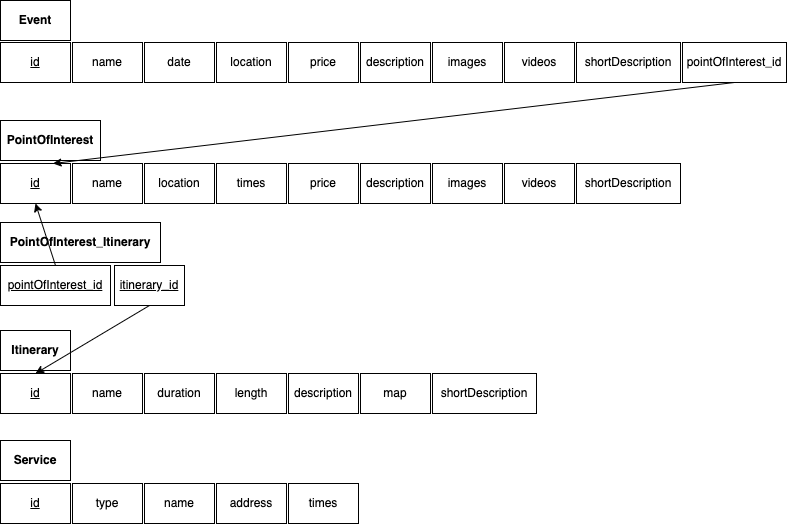 Event
id name date location price description images videos shortDescription pointOfInterest_id
PointOfInterest
id name location times price description images videos shortDescription
PointOfInterest_Itinerary
pointOfInterest_id itinerary_id
Itinerary
id name duration length description map shortDescription
Service
id type name address times